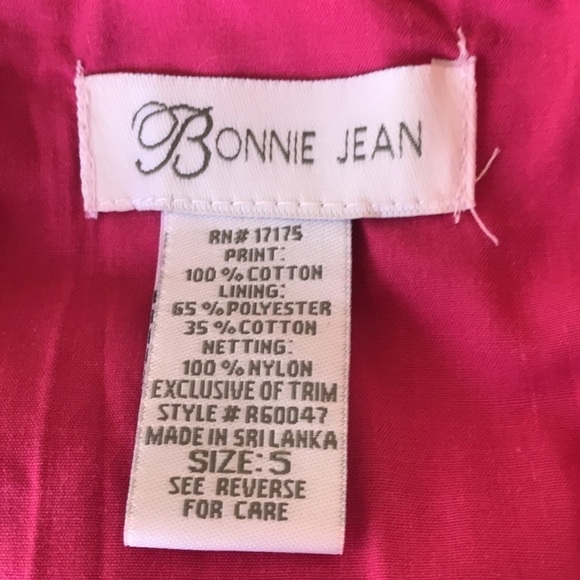 BONNIE JEAN
RN# 17175
PRINT:
100 % COTTON
LINING:
65 % POLYESTER
35 % COTTON
NETTING:
100 % NYLON
EXCLUSIVE OF TRIM
STYLE # R60047
MADE IN SRI LANKA
SIZE: 5
SEE REVERSE
FOR CARE